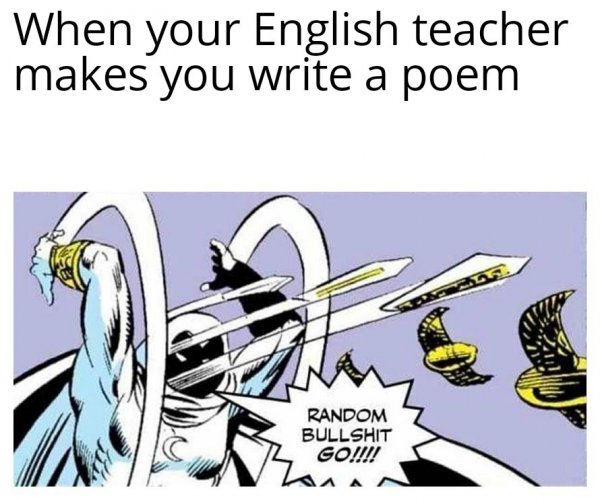 When your English teacher
makes you write a poem
RANDOM
BULLSHIT
GO!!!!